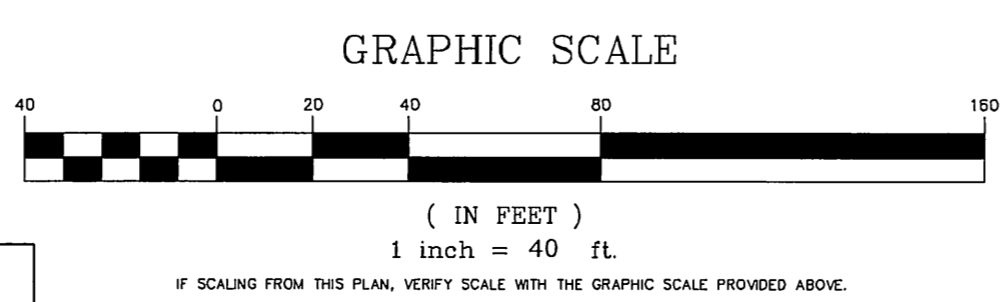 GRAPHIC SCALE
40 0 20 40 80 160
( IN FEET )
1 inch = 40 ft.
IF SCALING FROM THIS PLAN, VERIFY SCALE WITH THE GRAPHIC SCALE PROVIDED ABOVE.